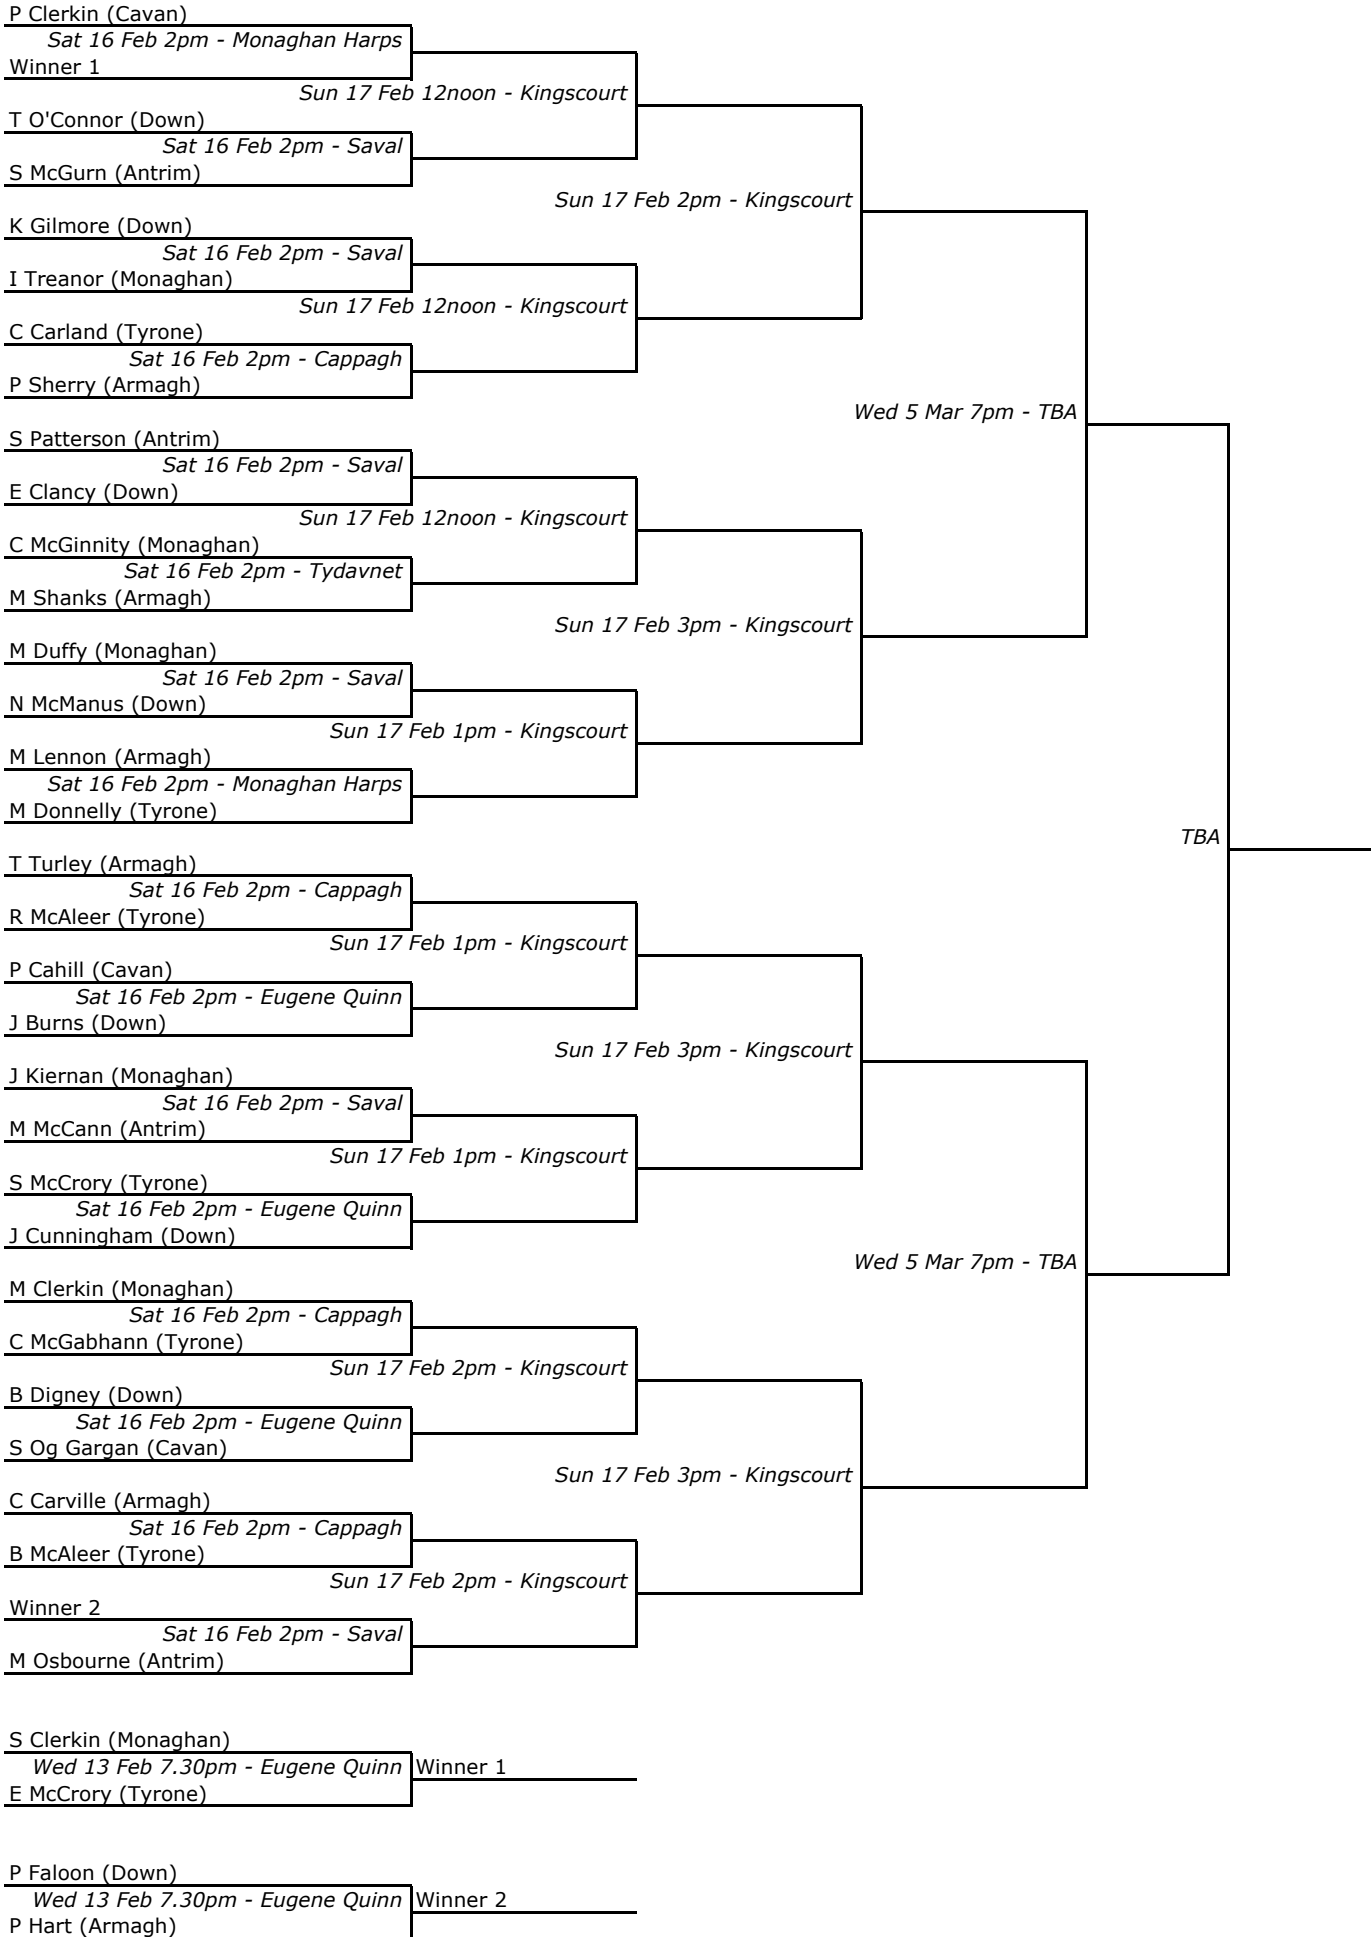 P Clerkin (Cavan)
Sat 16 Feb 2pm - Monaghan Harps
Winner 1
Sun 17 Feb 12noon - Kingscourt
T O'Connor (Down)
Sat 16 Feb 2pm - Saval
S McGurn (Antrim)
Sun 17 Feb 2pm - Kingscourt
K Gilmore (Down)
Sat 16 Feb 2pm - Saval
I Treanor (Monaghan)
Sun 17 Feb 12noon - Kingscourt
C Carland (Tyrone)
Sat 16 Feb 2pm - Cappagh
P Sherry (Armagh)
Wed 5 Mar 7pm - TBA
S Patterson (Antrim)
Sat 16 Feb 2pm - Saval
E Clancy (Down)
Sun 17 Feb 12noon - Kingscourt
C McGinnity (Monaghan)
Sat 16 Feb 2pm - Tydavnet
M Shanks (Armagh)
Sun 17 Feb 3pm - Kingscourt
M Duffy (Monaghan)
Sat 16 Feb 2pm - Saval
N McManus (Down)
Sun 17 Feb 1pm - Kingscourt
M Lennon (Armagh)
Sat 16 Feb 2pm - Monaghan Harps
M Donnelly (Tyrone)
TBA
T Turley (Armagh)
Sat 16 Feb 2pm - Cappagh
R McAleer (Tyrone)
Sun 17 Feb 1pm - Kingscourt
P Cahill (Cavan)
Sat 16 Feb 2pm - Eugene Quinn
J Burns (Down)
Sun 17 Feb 3pm - Kingscourt
J Kiernan (Monaghan)
Sat 16 Feb 2pm - Saval
M McCann (Antrim)
Sun 17 Feb 1pm - Kingscourt
S McCrory (Tyrone)
Sat 16 Feb 2pm - Eugene Quinn
J Cunningham (Down)
Wed 5 Mar 7pm - TBA
M Clerkin (Monaghan)
Sat 16 Feb 2pm - Cappagh
C McGabhann (Tyrone)
Sun 17 Feb 2pm - Kingscourt
B Digney (Down)
Sat 16 Feb 2pm - Eugene Quinn
S Og Gargan (Cavan)
Sun 17 Feb 3pm - Kingscourt
C Carville (Armagh)
Sat 16 Feb 2pm - Cappagh
B McAleer (Tyrone)
Sun 17 Feb 2pm - Kingscourt
Winner 2
Sat 16 Feb 2pm - Saval
M Osbourne (Antrim)
S Clerkin (Monaghan)
Wed 13 Feb 7.30pm - Eugene Quinn Winner 1
E McCrory (Tyrone)
P Faloon (Down)
Wed 13 Feb 7.30pm - Eugene Quinn Winner 2
P Hart (Armagh)